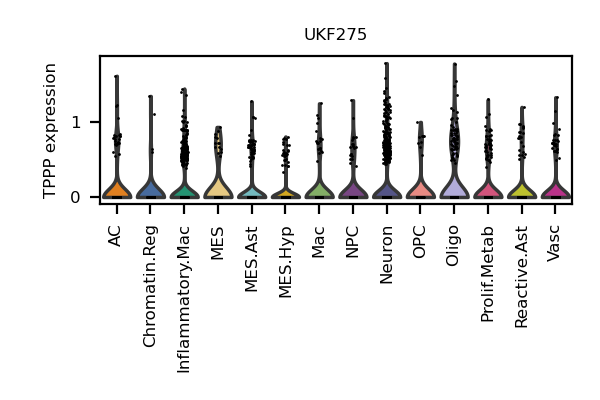 UKF275
TPPP expression
1
0
AC
Chromatin.Reg
Inflammatory.Mac
MES
MES.Ast
MES.Hyp
Mac
NPC
Neuron
OPC
Oligo
Prolif.Metab
Reactive.Ast
Vasc